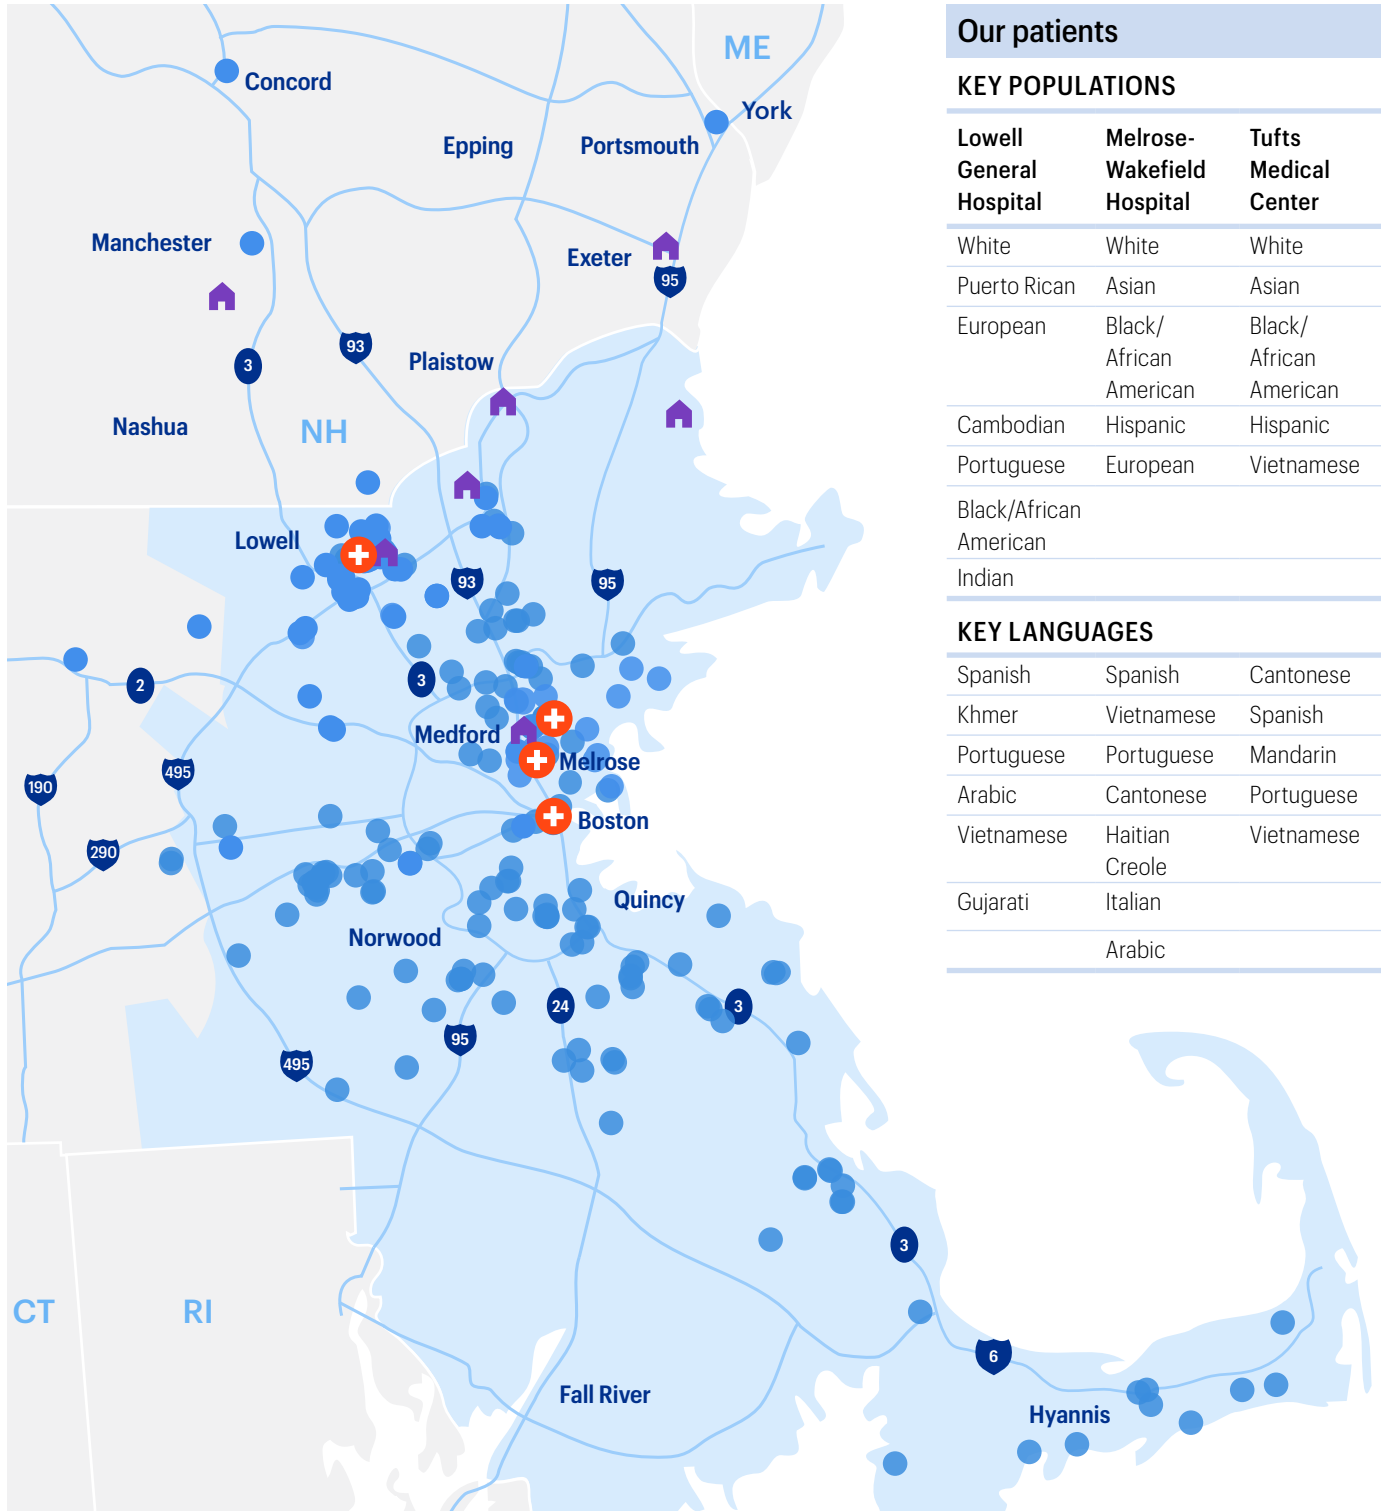 ME
Concord
York
Epping
Portsmouth
Manchester
Exeter
95
93
3
Plaistow
Nashua
NH
Lowell
93
95
3
2
Medford
Melrose
495
190
Boston
290
Quincy
Norwood
24
3
95
495
3
CT
RI
6
Fall River
Hyannis
Our patients
KEY POPULATIONS
Lowell General Hospital Melrose-Wakefield Hospital Tufts Medical Center
White White White
Puerto Rican Asian Asian
European Black/African American Black/African American
Cambodian Hispanic Hispanic
Portuguese European Vietnamese
Black/African American
Indian
KEY LANGUAGES
Spanish Spanish Cantonese
Khmer Vietnamese Spanish
Portuguese Portuguese Mandarin
Arabic Cantonese Portuguese
Vietnamese Haitian Creole Vietnamese
Gujarati Italian
Arabic